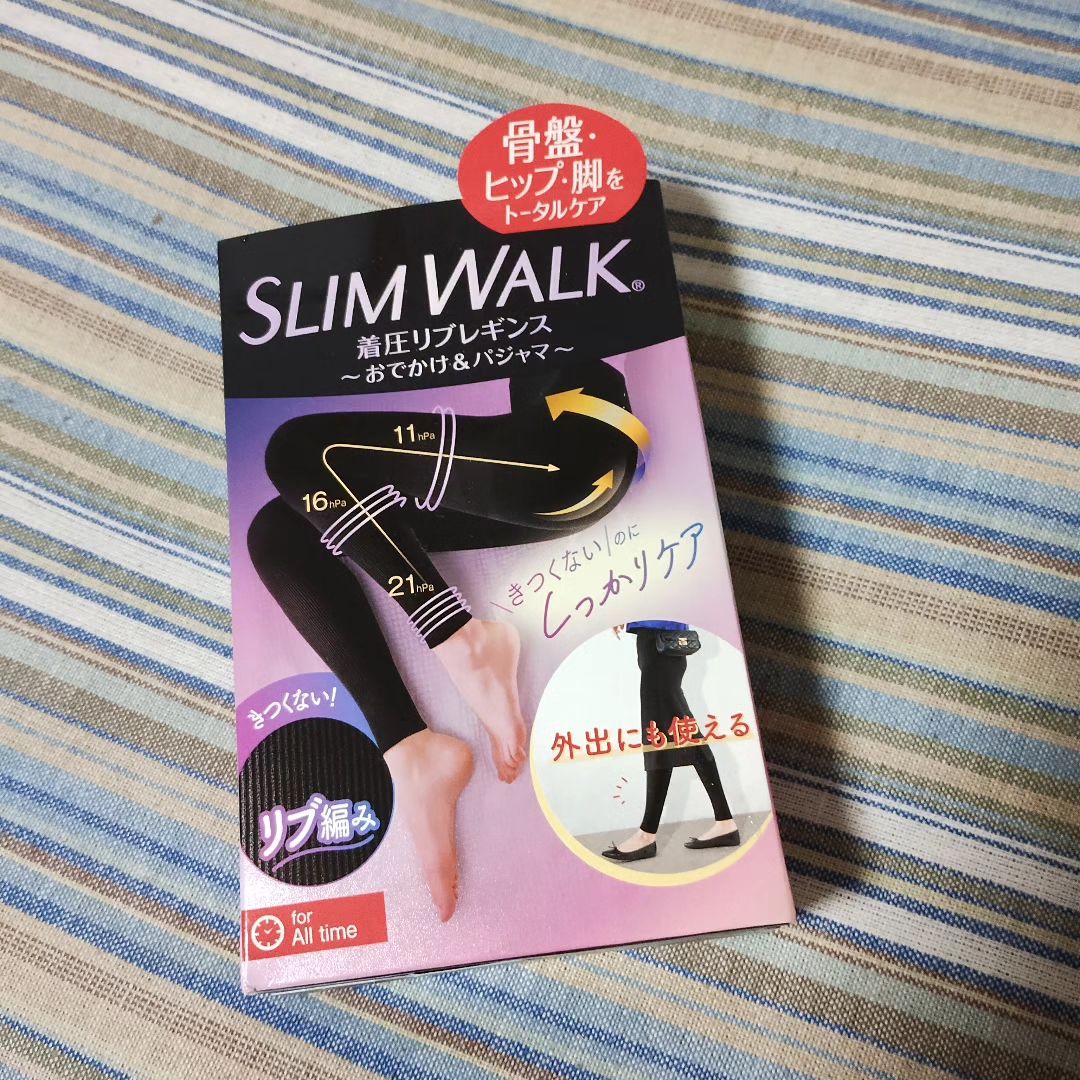 骨盤・
ヒップ・脚を
トータルケア
SLIM WALK®
着圧リブレギンス
～おでかけ&パジャマ～
11hPa
16hPa
21hPa
\きつくない/のに
しっかりケア
きつくない!
リブ編み
外出にも使える
for
All time